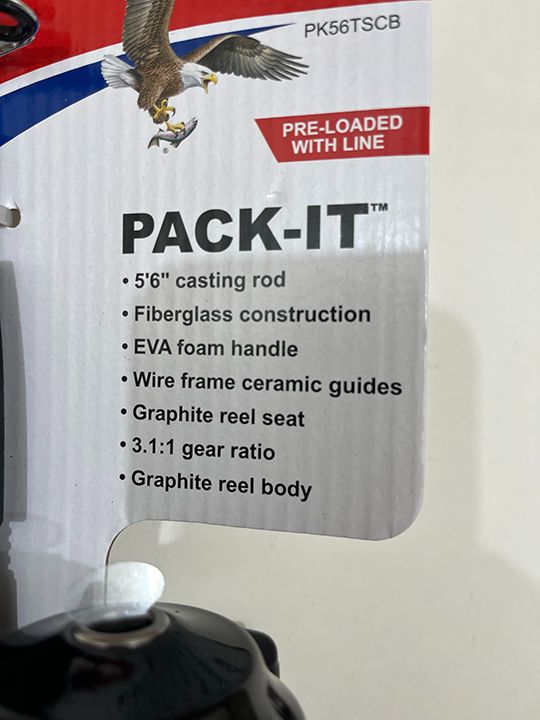 PK56TSCB
PRE-LOADED
WITH LINE
®
PACK-IT™
• 5'6" casting rod
• Fiberglass construction
• EVA foam handle
• Wire frame ceramic guides
• Graphite reel seat
• 3.1:1 gear ratio
• Graphite reel body